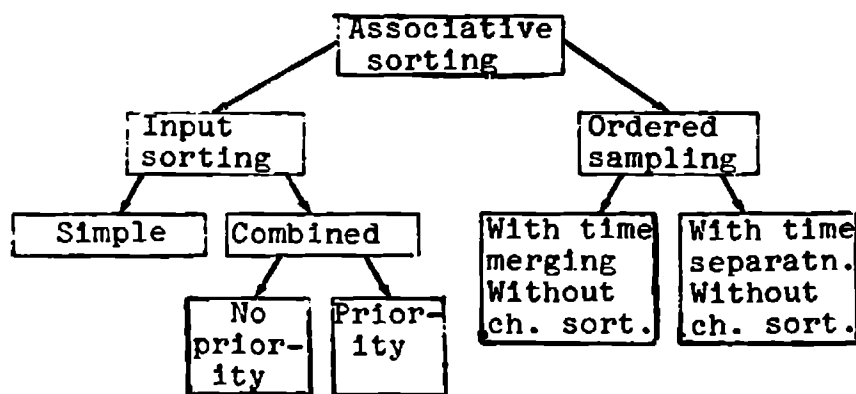 Associative
sorting
Input
sorting
Ordered
sampling
Simple
Combined
With time
merging
Without
ch. sort.
With time
separatn.
Without
ch. sort.
No
prior-
ity
Prior-
ity